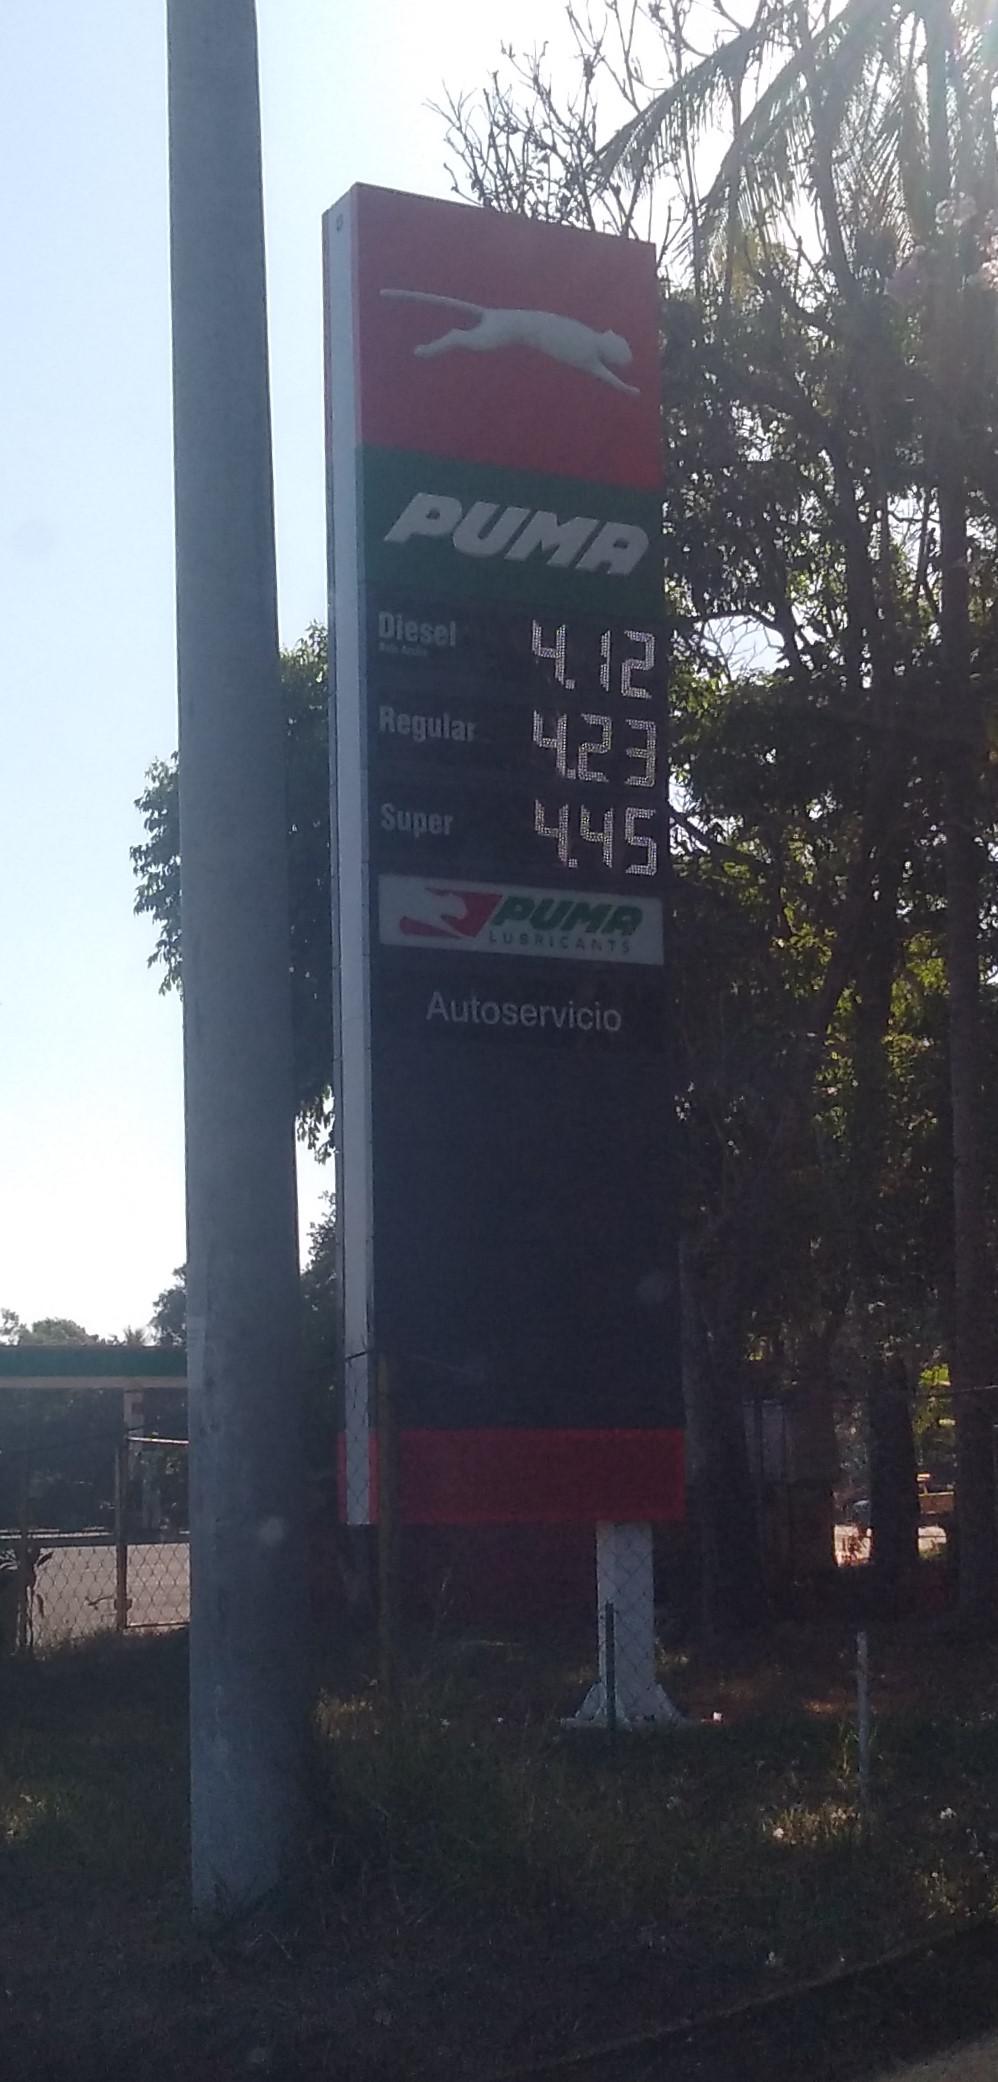 PUMA
Diesel 4.12
Regular 4.23
Super 4.45
PUMA
LUBRICANTS
Autoservicio